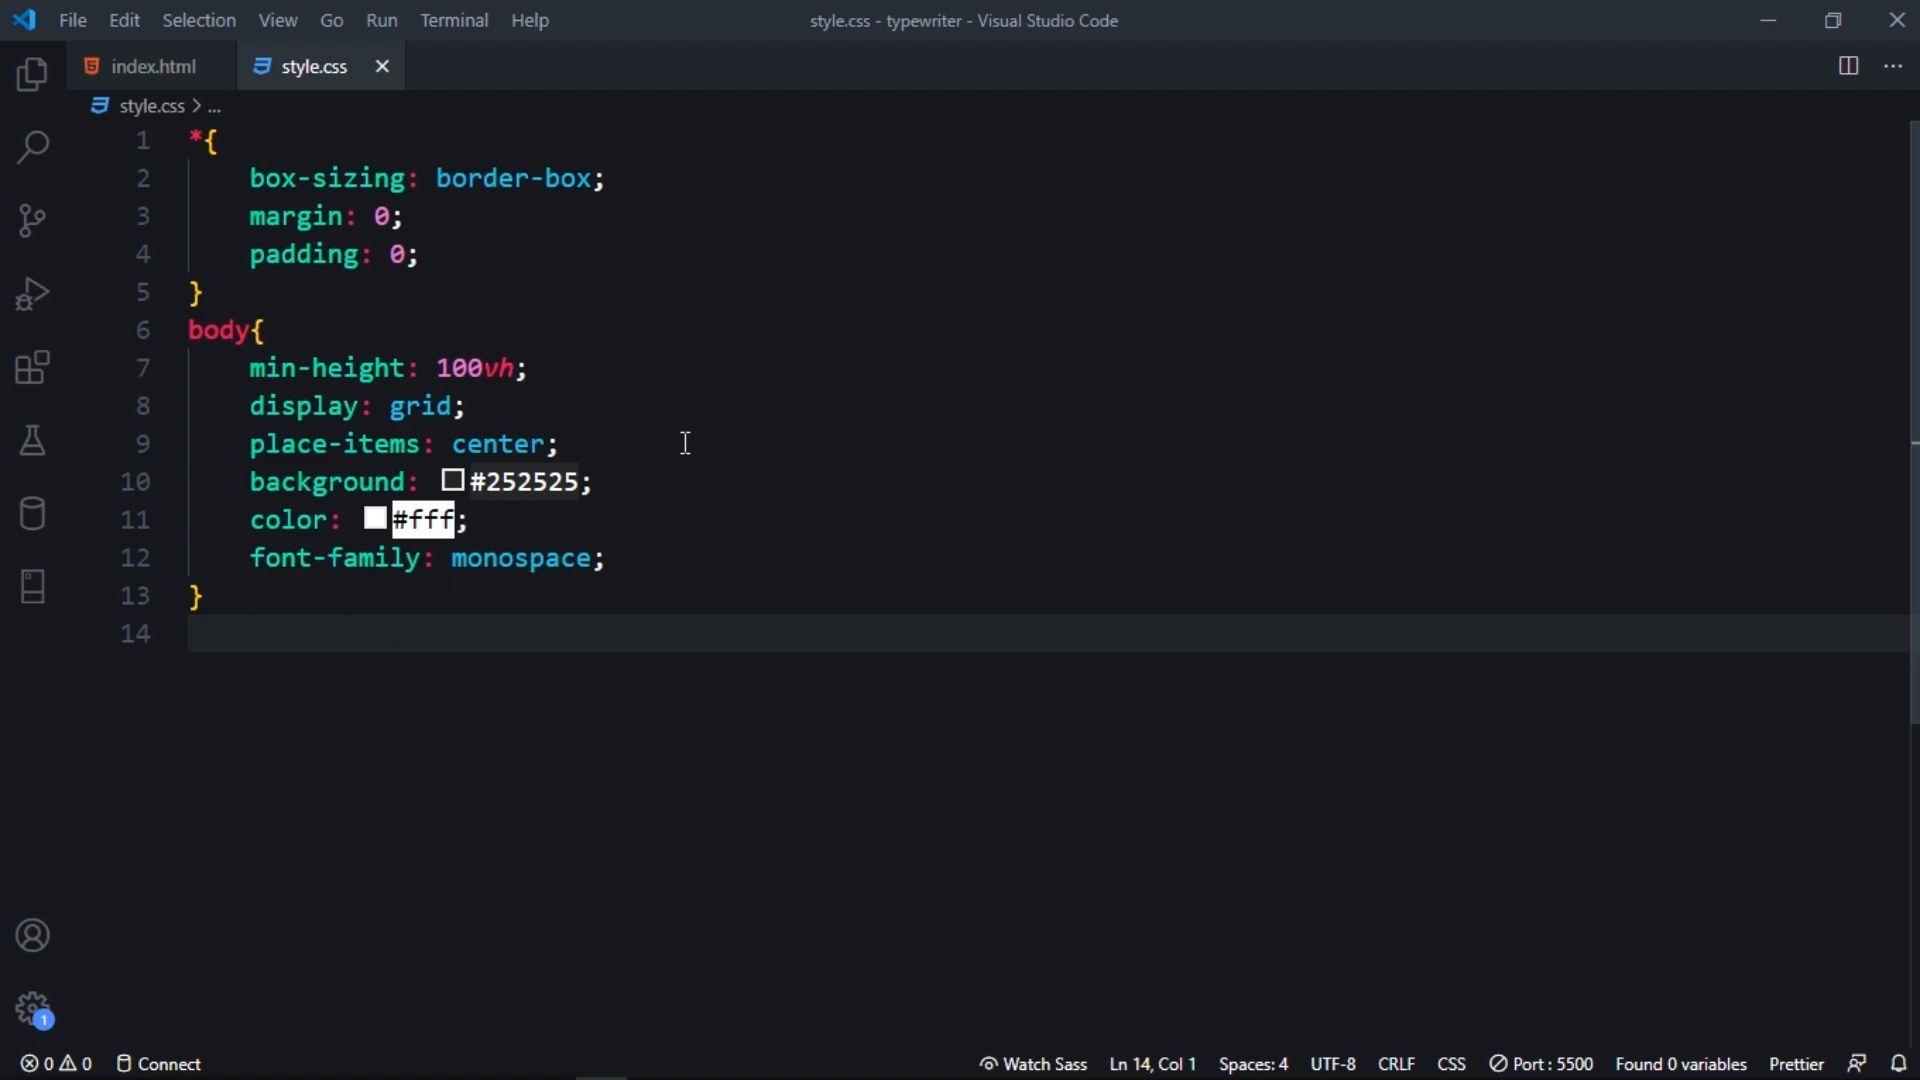 File Edit Selection View Go Run Terminal Help style.css - typewriter - Visual Studio Code
index.html style.css
style.css > ...
1 *{
2 box-sizing: border-box;
3 margin: 0;
4 padding: 0;
5 }
6 body{
7 min-height: 100vh;
8 display: grid;
9 place-items: center;
10 background: #252525;
11 color: #fff;
12 font-family: monospace;
13 }
14
1
0 0 Connect Watch Sass Ln 14, Col 1 Spaces: 4 UTF-8 CRLF CSS Port : 5500 Found 0 variables Prettier